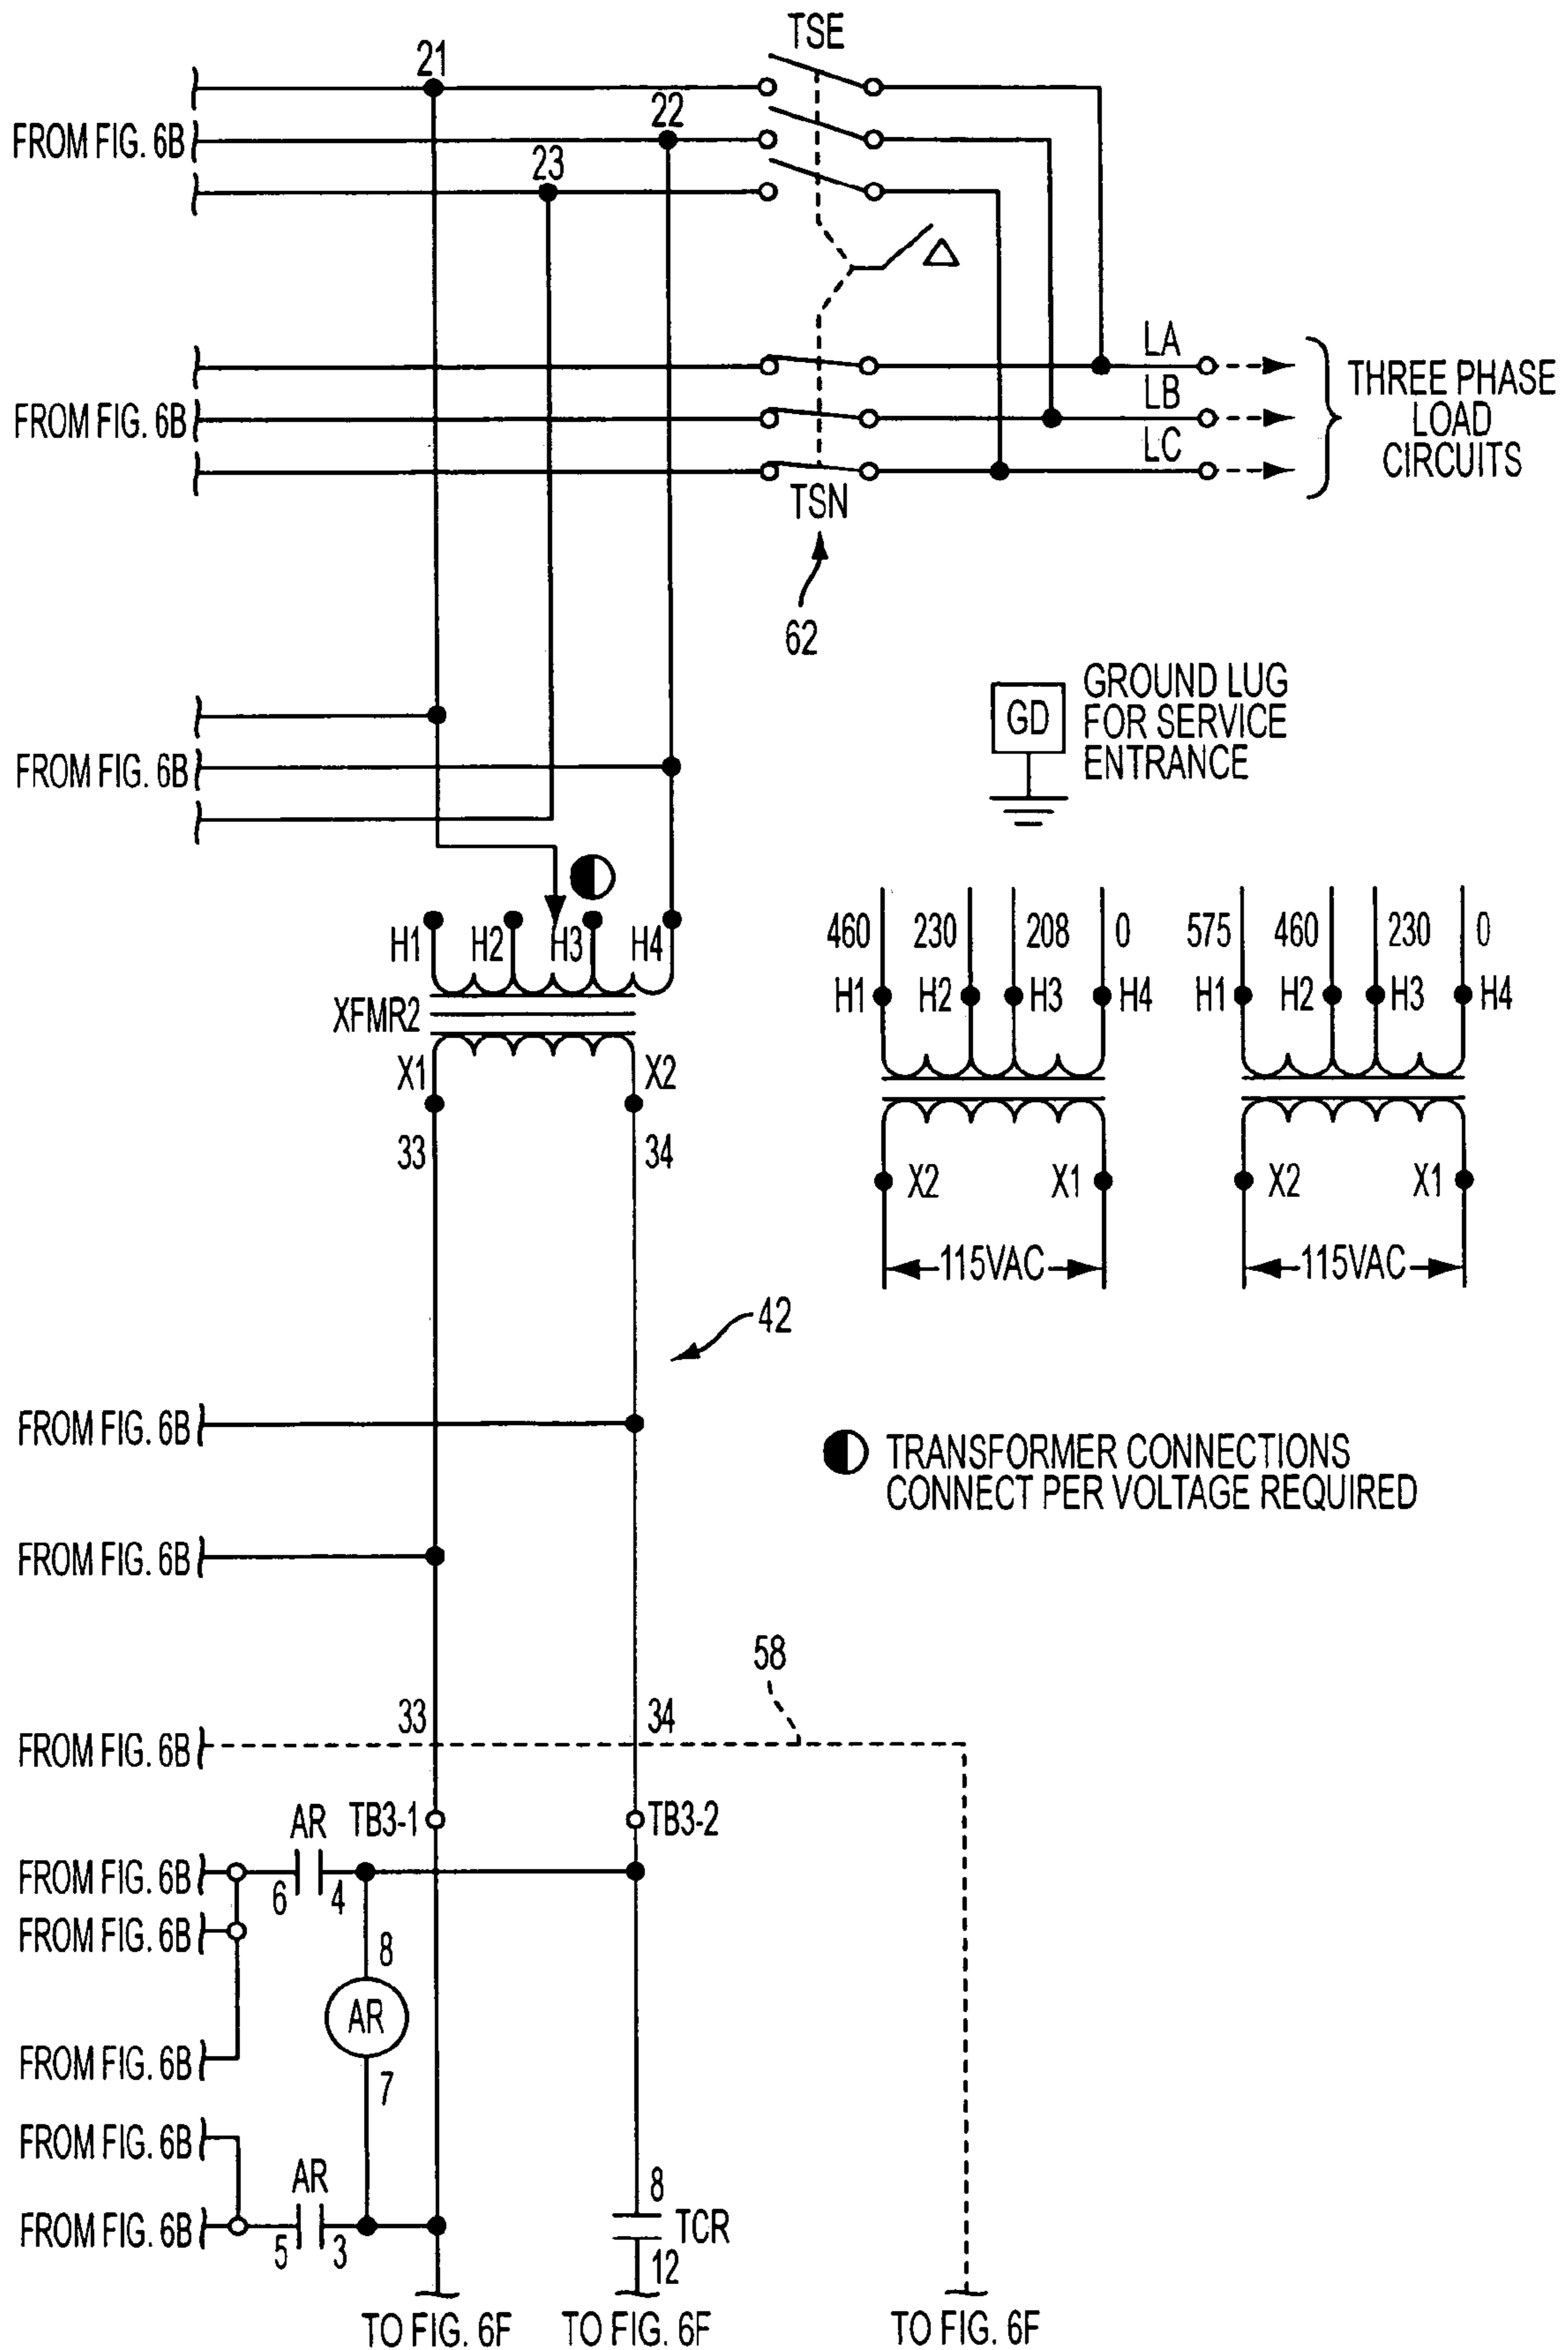 TSE
21
22
FROM FIG. 6B
23
LA
LB
LC
FROM FIG. 6B
THREE PHASE
LOAD
CIRCUITS
TSN
62
GD
GROUND LUG
FOR SERVICE
ENTRANCE
FROM FIG. 6B
H1 H2 H3 H4
XFMR2
X1 X2
33 34
460 230 208 0
H1 H2 H3 H4
X2 X1
115VAC
575 460 230 0
H1 H2 H3 H4
X2 X1
115VAC
42
FROM FIG. 6B
TRANSFORMER CONNECTIONS
CONNECT PER VOLTAGE REQUIRED
FROM FIG. 6B
58
33 34
FROM FIG. 6B
AR TB3-1 TB3-2
FROM FIG. 6B
6 4
FROM FIG. 6B
8
AR
FROM FIG. 6B
7
FROM FIG. 6B
AR
8
FROM FIG. 6B
TCR
5 3
12
TO FIG. 6F TO FIG. 6F TO FIG. 6F